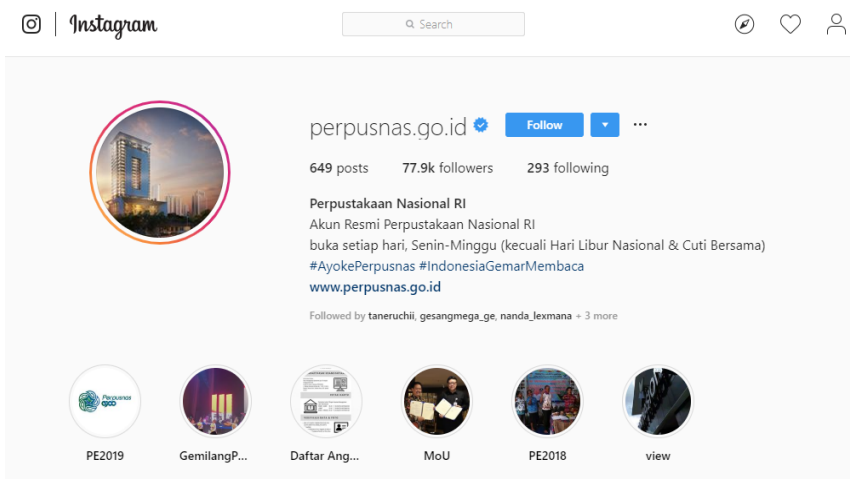 Instagram
Search
perpusnas.go.id Follow
649 posts 77.9k followers 293 following
Perpustakaan Nasional RI
Akun Resmi Perpustakaan Nasional RI
buka setiap hari, Senin-Minggu (kecuali Hari Libur Nasional & Cuti Bersama)
#AyokePerpusnas #IndonesiaGemarMembaca
www.perpusnas.go.id
Followed by taneruchii, gesangmega_ge, nanda_lexmana + 3 more
Perpusnas
PE2019 GemilangP... Daftar Ang... MoU PE2018 view